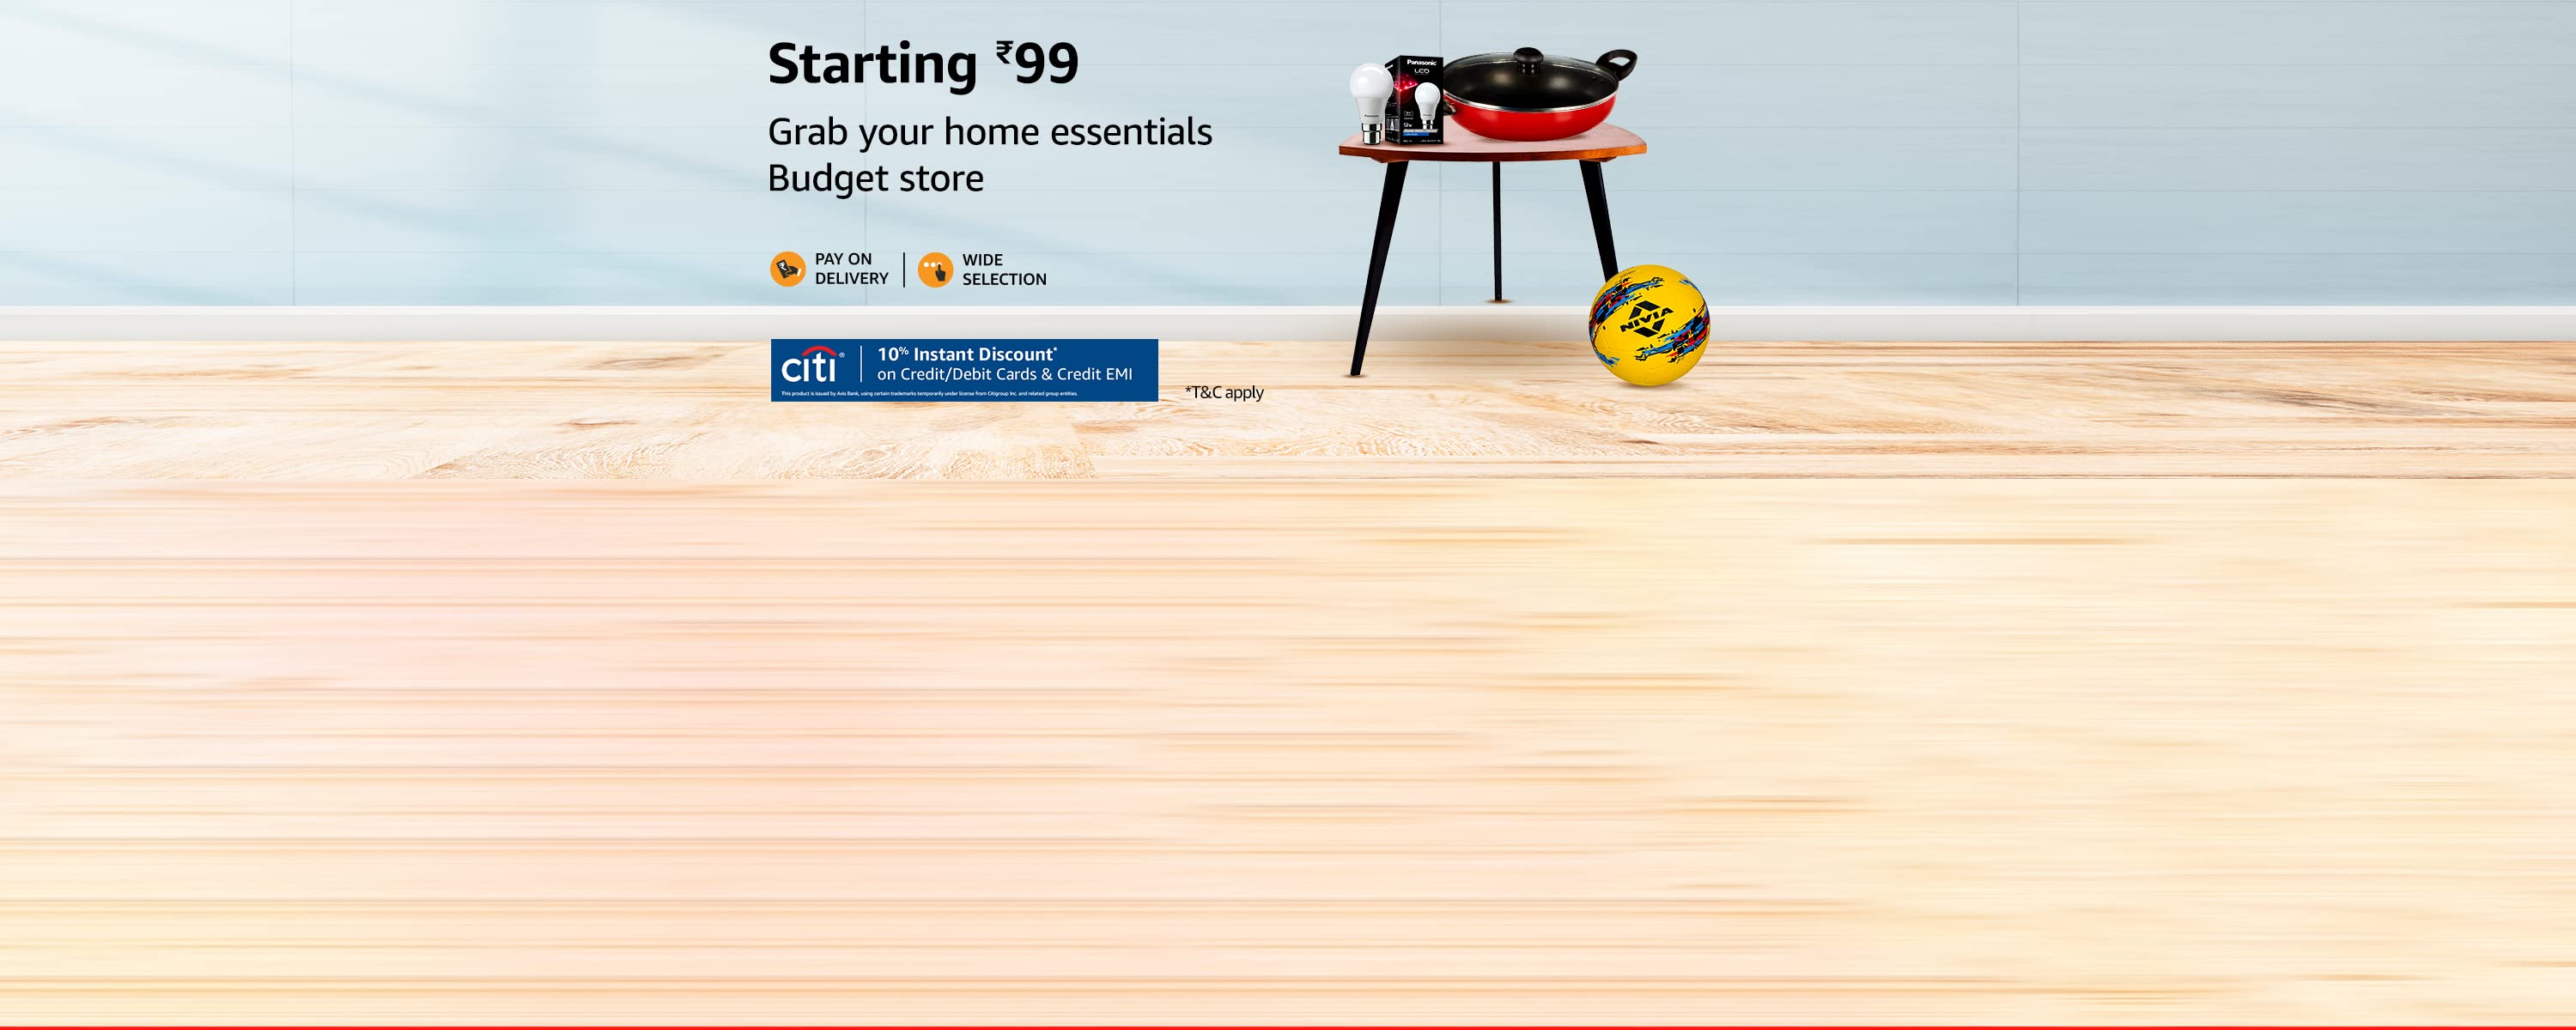 Starting ₹99
Grab your home essentials
Budget store
PAY ON
DELIVERY
WIDE
SELECTION
citi®
10% Instant Discount*
on Credit/Debit Cards & Credit EMI
This product is issued by Axis Bank, using certain trademarks temporarily under license from Citigroup Inc. and related group entities.
*T&C apply
Panasonic
LED
9W
Panasonic
NIVIA